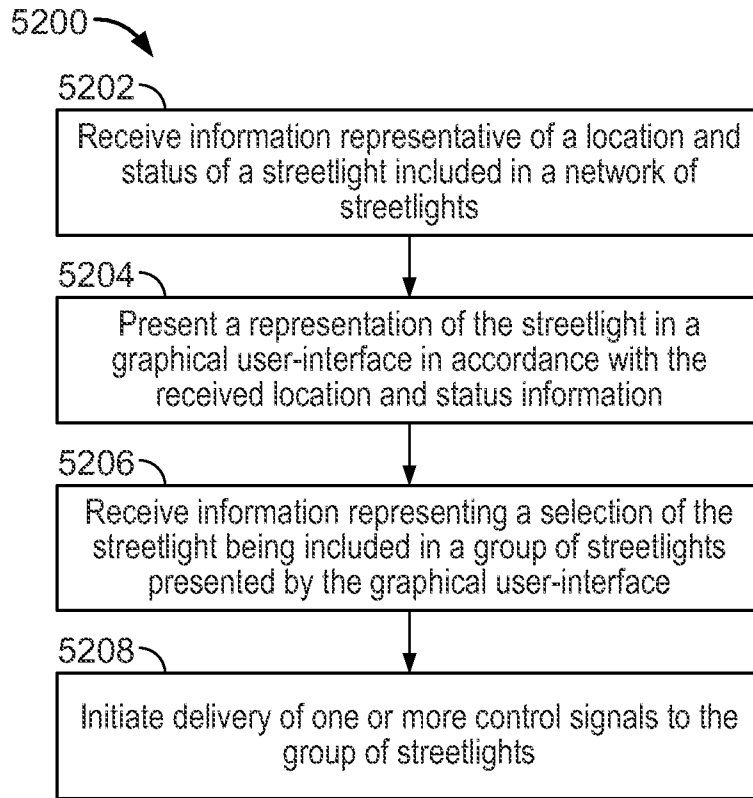 5200
5202
Receive information representative of a location and
status of a streetlight included in a network of
streetlights
5204
Present a representation of the streetlight in a
graphical user-interface in accordance with the
received location and status information
5206
Receive information representing a selection of the
streetlight being included in a group of streetlights
presented by the graphical user-interface
5208
Initiate delivery of one or more control signals to the
group of streetlights